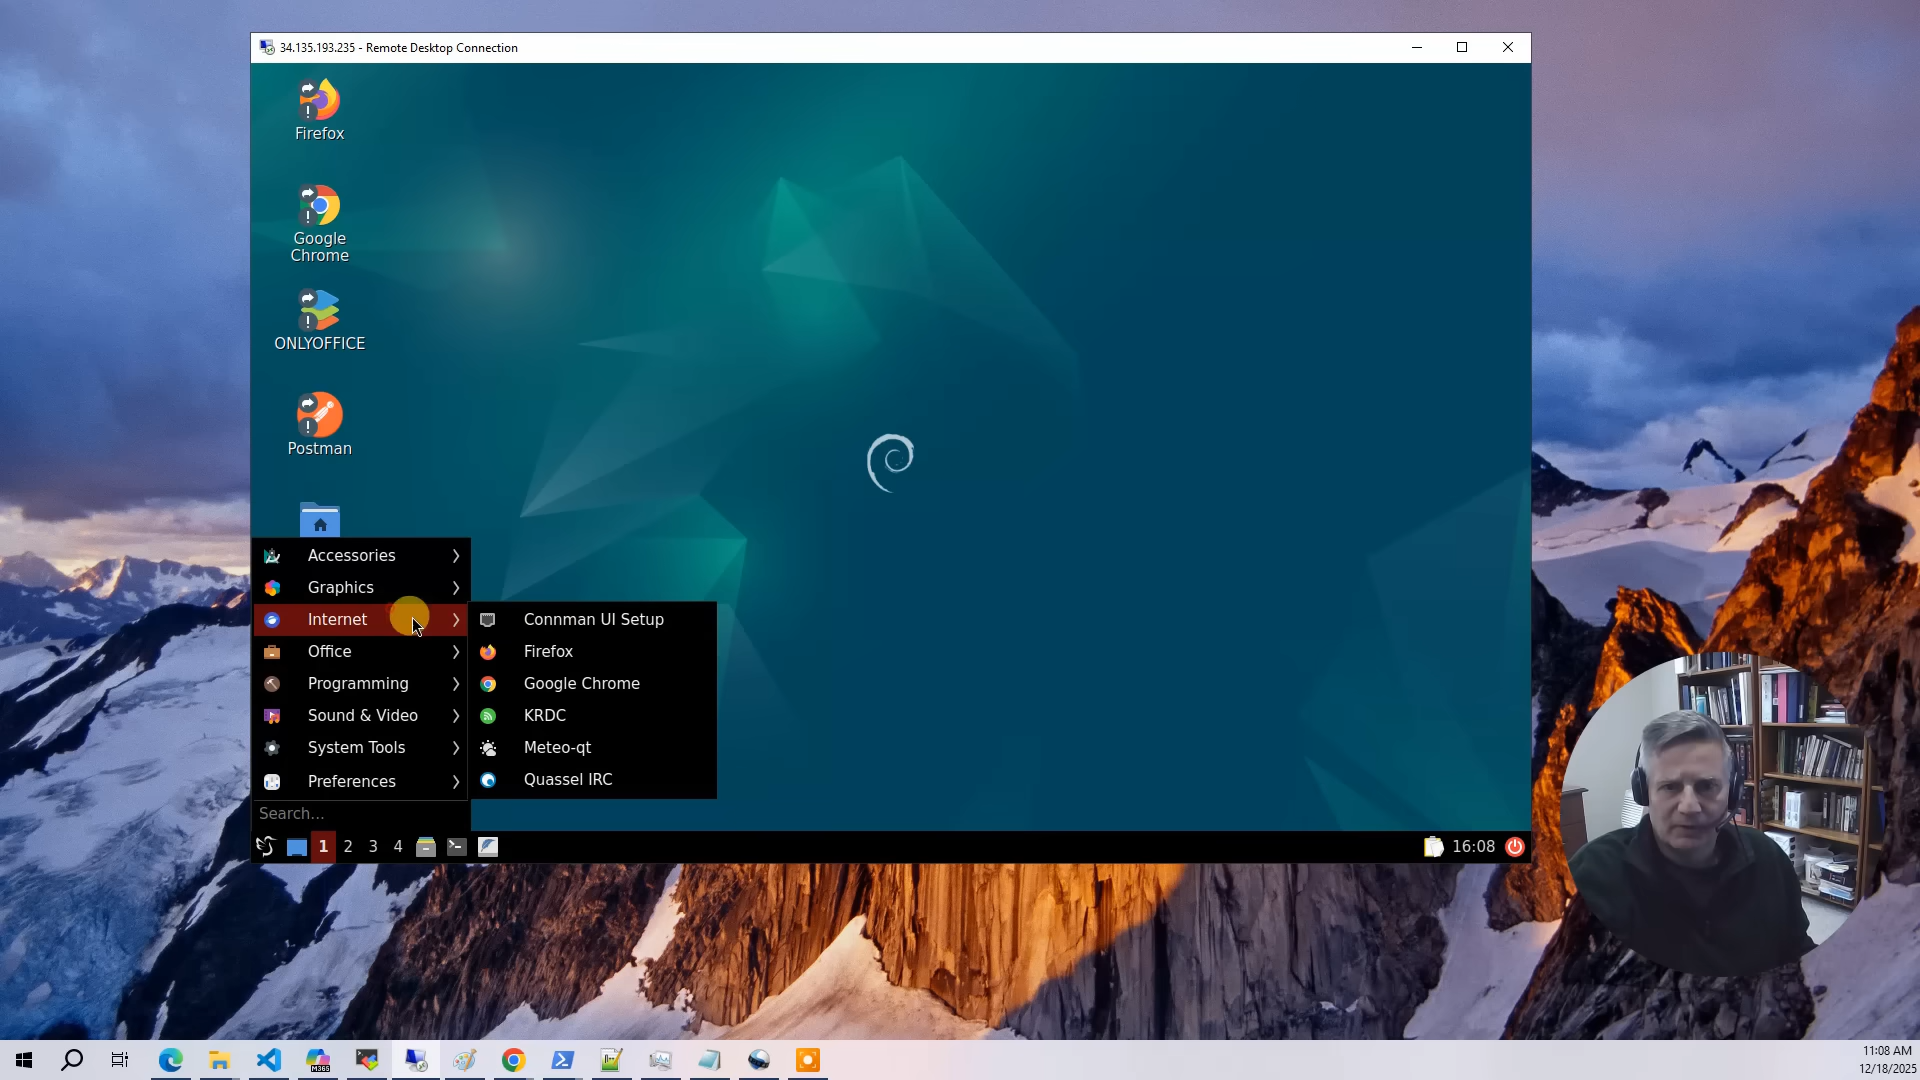 34.135.193.235 - Remote Desktop Connection
Firefox
Google
Chrome
ONLYOFFICE
Postman
Accessories
Graphics
Internet
Office
Programming
Sound & Video
System Tools
Preferences
Search...
Connman UI Setup
Firefox
Google Chrome
KRDC
Meteo-qt
Quassel IRC
1 2 3 4
16:08
M365
11:08 AM
12/18/2025